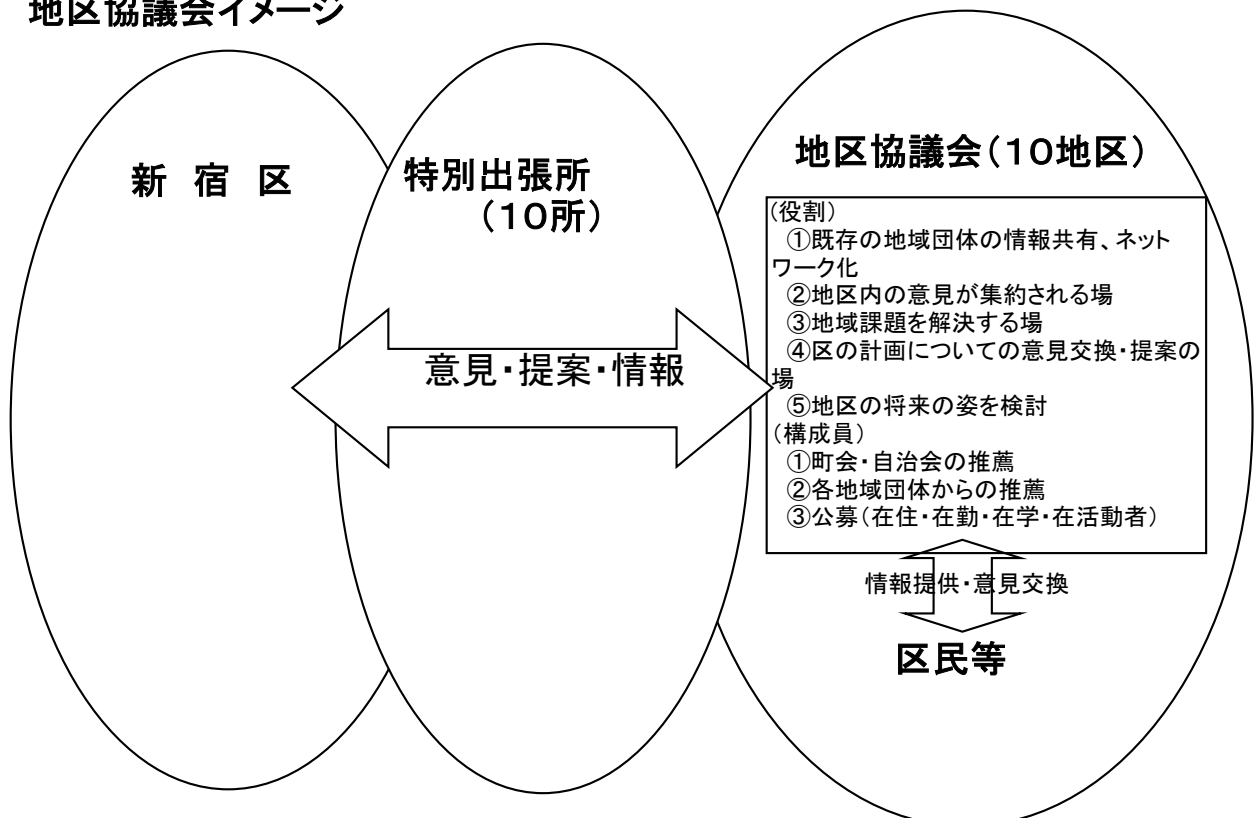 地区協議会イメージ
新 宿 区
特別出張所
（１０所）
意見・提案・情報
地区協議会（１０地区）
（役割）
①既存の地域団体の情報共有、ネット
ワーク化
②地区内の意見が集約される場
③地域課題を解決する場
④区の計画についての意見交換・提案の
場
⑤地区の将来の姿を検討
（構成員）
①町会・自治会の推薦
②各地域団体からの推薦
③公募（在住・在勤・在学・在活動者）
情報提供・意見交換
区民等